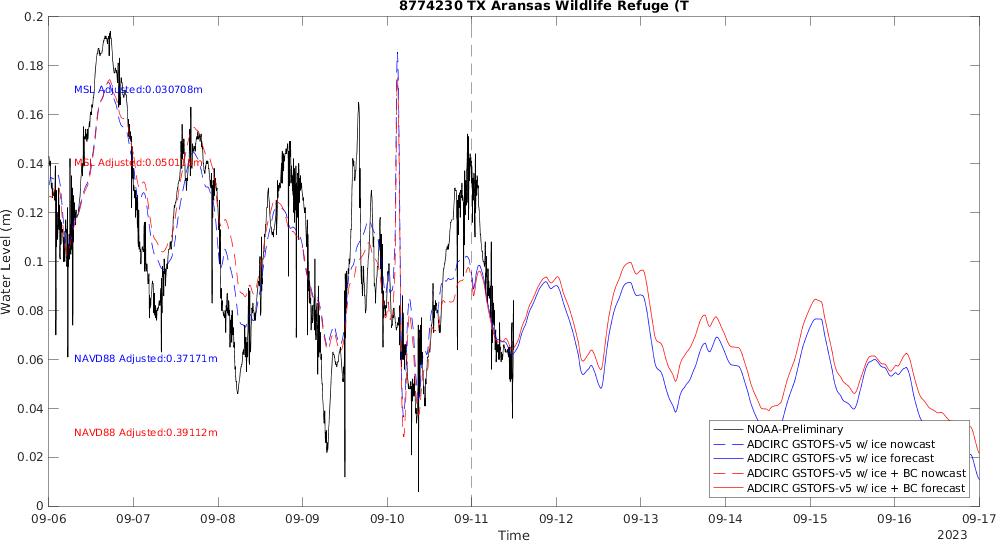 8774230 TX Aransas Wildlife Refuge (T
0.2
0.18
0.16
0.14
0.12
0.1
0.08
0.06
0.04
0.02
0
Water Level (m)
MSL Adjusted:0.030708m
MSL Adjusted:
NAVD88 Adjusted:0.37171m
NAVD88 Adjusted:0.39112m
NOAA-Preliminary
ADCIRC GSTOFS-v5 w/ ice nowcast
ADCIRC GSTOFS-v5 w/ ice forecast
ADCIRC GSTOFS-v5 w/ ice + BC nowcast
ADCIRC GSTOFS-v5 w/ ice + BC forecast
09-06 09-07 09-08 09-09 09-10 09-11 09-12 09-13 09-14 09-15 09-16 09-17
Time
2023